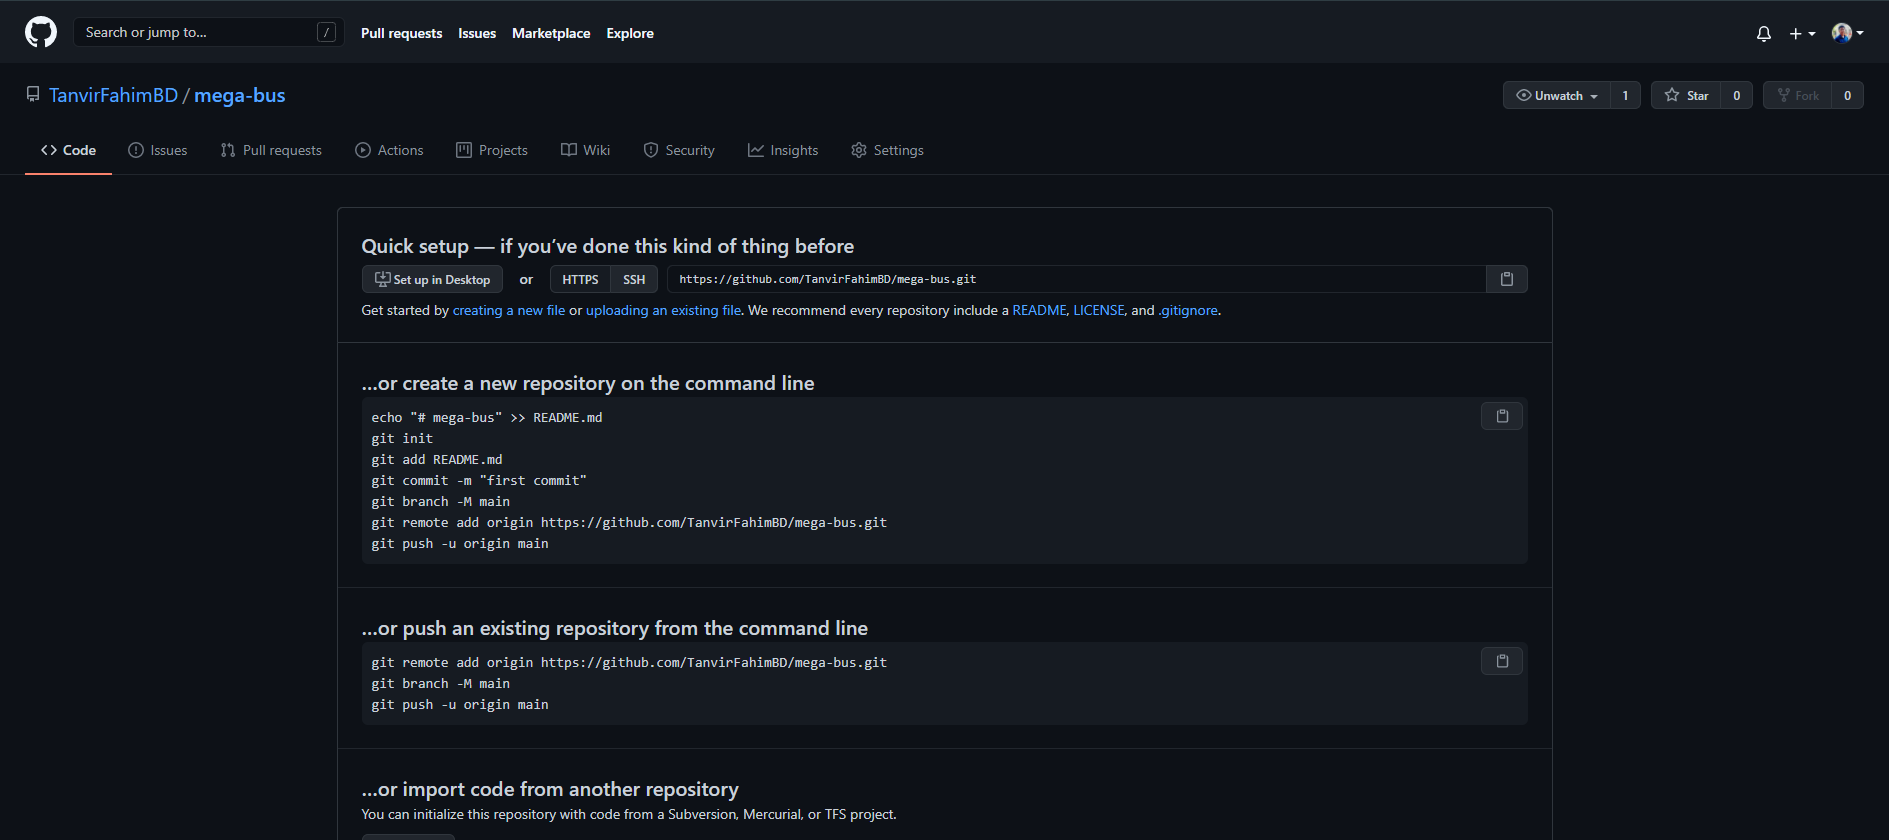 Search or jump to... /
Pull requests Issues Marketplace Explore
TanvirFahimBD / mega-bus
Unwatch 1 Star 0 Fork 0
Code Issues Pull requests Actions Projects Wiki Security Insights Settings
Quick setup — if you’ve done this kind of thing before
Set up in Desktop or HTTPS SSH https://github.com/TanvirFahimBD/mega-bus.git
Get started by creating a new file or uploading an existing file. We recommend every repository include a README, LICENSE, and .gitignore.
…or create a new repository on the command line
echo "# mega-bus" >> README.md
git init
git add README.md
git commit -m "first commit"
git branch -M main
git remote add origin https://github.com/TanvirFahimBD/mega-bus.git
git push -u origin main
…or push an existing repository from the command line
git remote add origin https://github.com/TanvirFahimBD/mega-bus.git
git branch -M main
git push -u origin main
…or import code from another repository
You can initialize this repository with code from a Subversion, Mercurial, or TFS project.